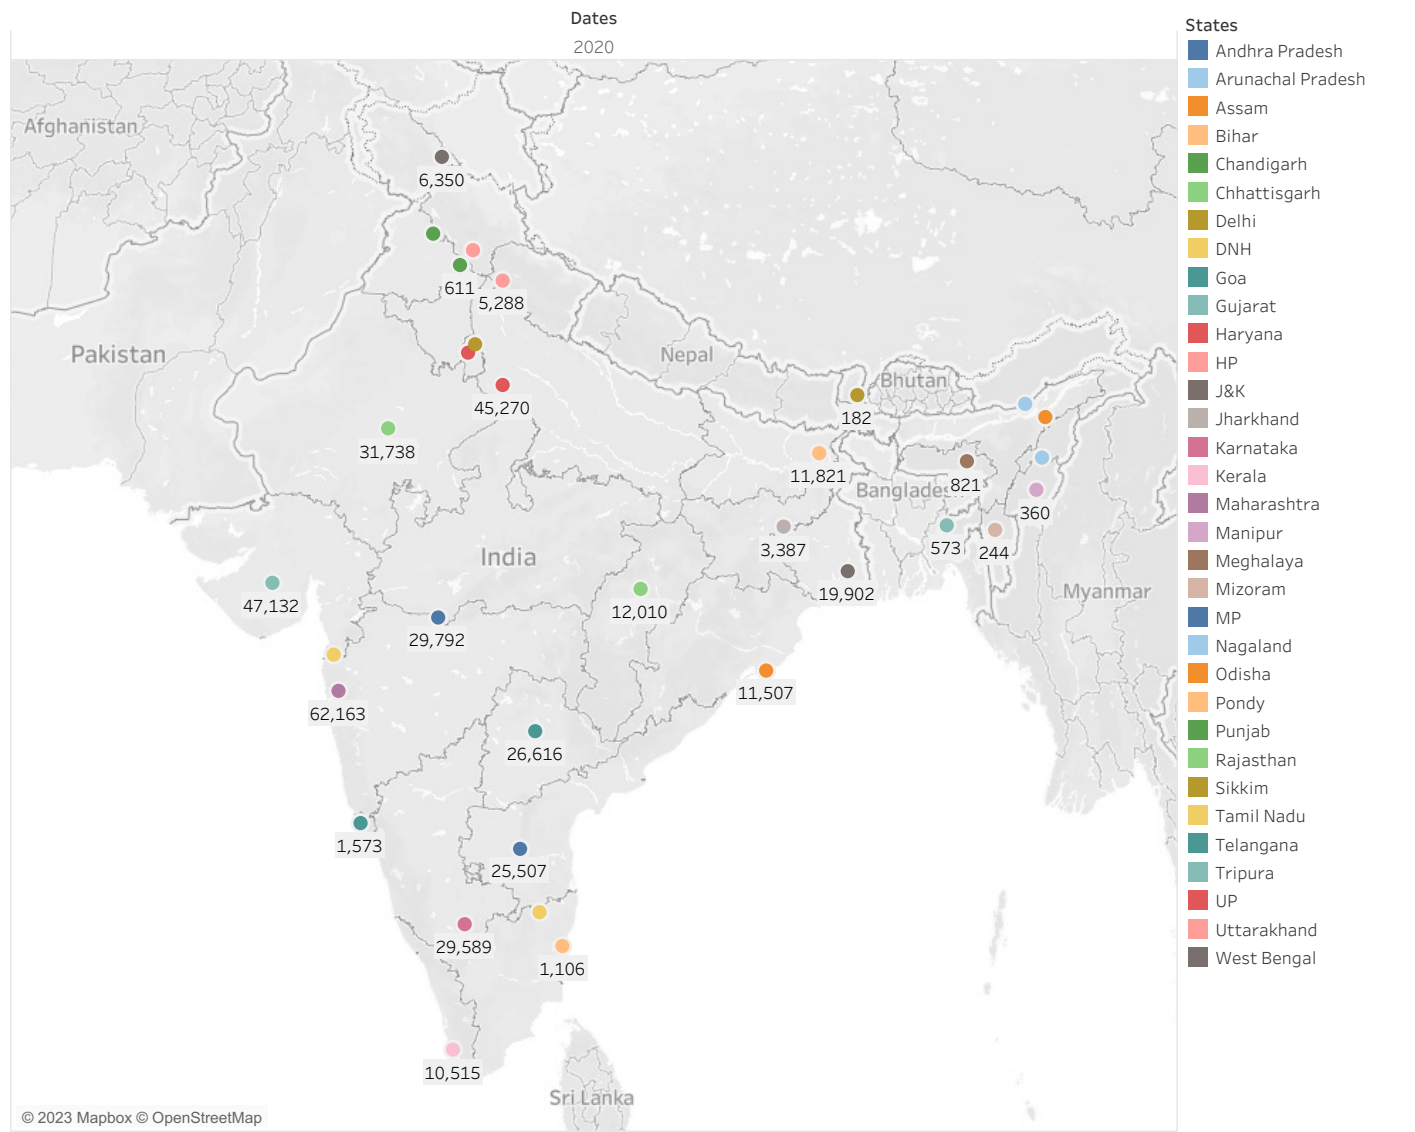 Dates
2020
States
Andhra Pradesh
Arunachal Pradesh
Assam
Bihar
Chandigarh
Chhattisgarh
Delhi
DNH
Goa
Gujarat
Haryana
HP
J&K
Jharkhand
Karnataka
Kerala
Maharashtra
Manipur
Meghalaya
Mizoram
MP
Nagaland
Odisha
Pondy
Punjab
Rajasthan
Sikkim
Tamil Nadu
Telangana
Tripura
UP
Uttarakhand
West Bengal
Afghanistan
6,350
611
5,288
Pakistan
Nepal
Bhutan
45,270
182
31,738
11,821
821
Banglades
360
3,387
573
244
India
19,902
47,132
12,010
Myanmar
29,792
11,507
62,163
26,616
1,573
25,507
29,589
1,106
10,515
Sri Lanka
© 2023 Mapbox © OpenStreetMap